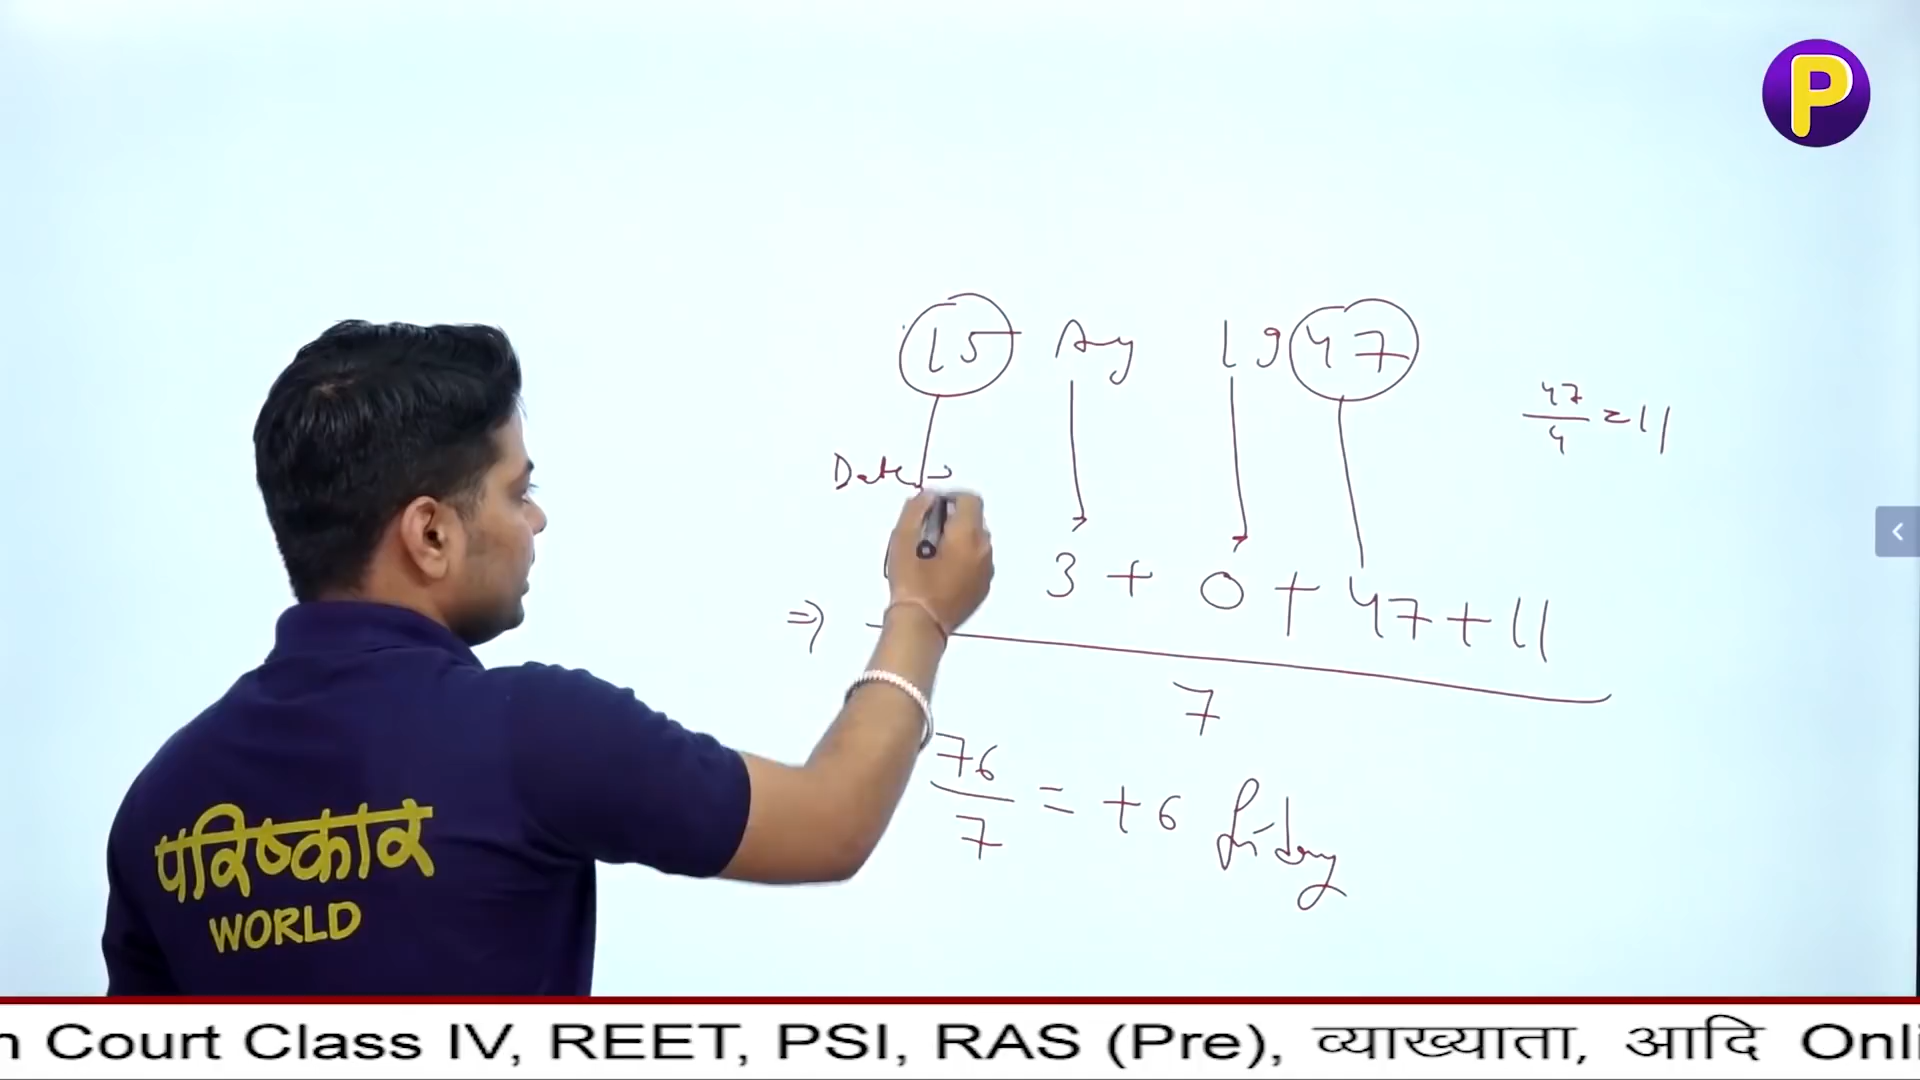 P
15 Aug 1947
47/4 = 11
Date →
3 + 0 + 47 + 11
⇒
7
76/7 = +6 friday
परिष्कार
WORLD
n Court Class IV, REET, PSI, RAS (Pre), व्याख्याता, आदि Onli